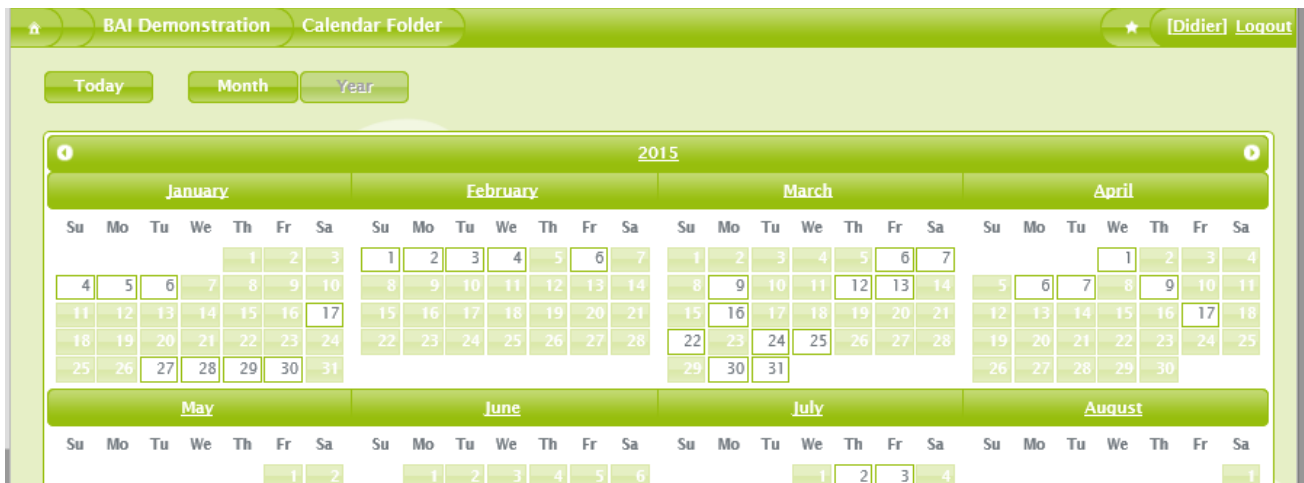 BAI Demonstration Calendar Folder [Didier] Logout
Today Month Year
2015
January February March April
Su Mo Tu We Th Fr Sa Su Mo Tu We Th Fr Sa Su Mo Tu We Th Fr Sa Su Mo Tu We Th Fr Sa
1 2 3 1 2 3 4 5 6 7 1 2 3 4 5 6 7 1 2 3 4
4 5 6 7 8 9 10 8 9 10 11 12 13 14 8 9 10 11 12 13 14 5 6 7 8 9 10 11
11 12 13 14 15 16 17 15 16 17 18 19 20 21 15 16 17 18 19 20 21 12 13 14 15 16 17 18
18 19 20 21 22 23 24 22 23 24 25 26 27 28 22 23 24 25 26 27 28 19 20 21 22 23 24 25
25 26 27 28 29 30 31 29 30 31 26 27 28 29 30
May June July August
Su Mo Tu We Th Fr Sa Su Mo Tu We Th Fr Sa Su Mo Tu We Th Fr Sa Su Mo Tu We Th Fr Sa
1 2 1 2 3 4 5 6 1 2 3 4 1